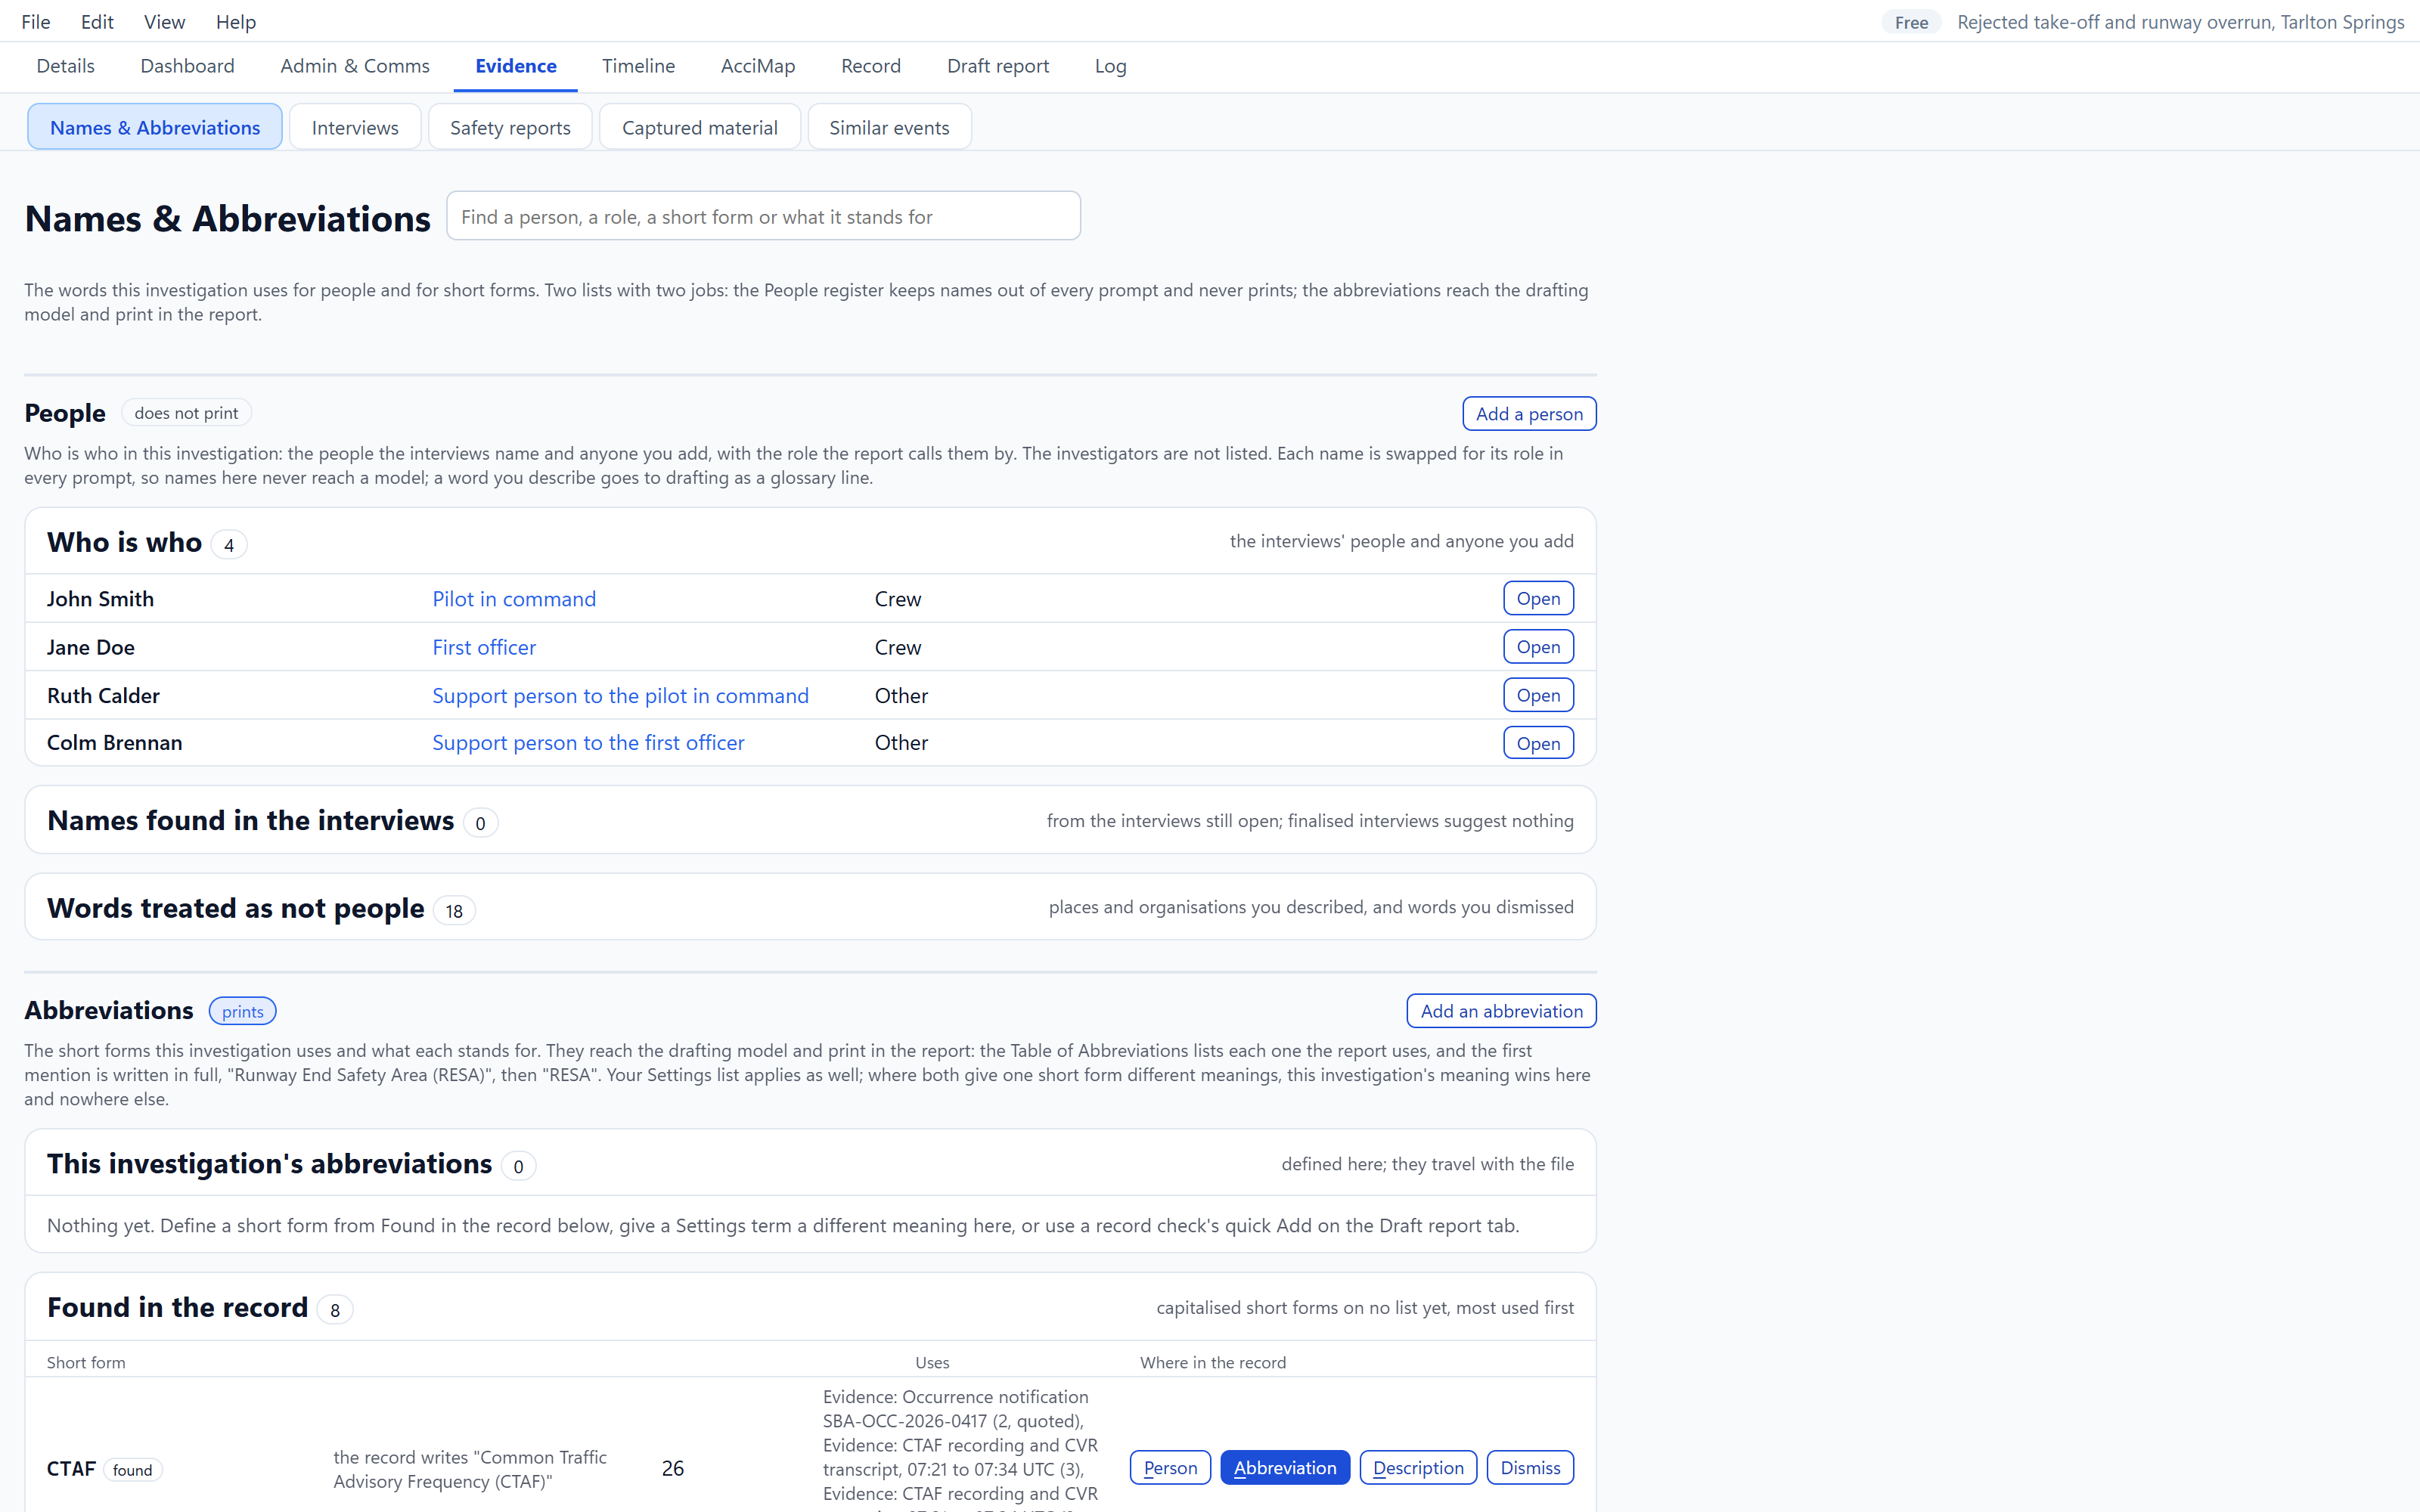 File Edit View Help Free Rejected take-off and runway overrun, Tarlton Springs
Details Dashboard Admin & Comms Evidence Timeline AcciMap Record Draft report Log
Names & Abbreviations Interviews Safety reports Captured material Similar events
Names & Abbreviations Find a person, a role, a short form or what it stands for
The words this investigation uses for people and for short forms. Two lists with two jobs: the People register keeps names out of every prompt and never prints; the abbreviations reach the drafting
model and print in the report.
People does not print Add a person
Who is who in this investigation: the people the interviews name and anyone you add, with the role the report calls them by. The investigators are not listed. Each name is swapped for its role in
every prompt, so names here never reach a model; a word you describe goes to drafting as a glossary line.
Who is who 4 the interviews' people and anyone you add
John Smith Pilot in command Crew Open
Jane Doe First officer Crew Open
Ruth Calder Support person to the pilot in command Other Open
Colm Brennan Support person to the first officer Other Open
Names found in the interviews 0 from the interviews still open; finalised interviews suggest nothing
Words treated as not people 18 places and organisations you described, and words you dismissed
Abbreviations prints Add an abbreviation
The short forms this investigation uses and what each stands for. They reach the drafting model and print in the report: the Table of Abbreviations lists each one the report uses, and the first
mention is written in full, "Runway End Safety Area (RESA)", then "RESA". Your Settings list applies as well; where both give one short form different meanings, this investigation's meaning wins here
and nowhere else.
This investigation's abbreviations 0 defined here; they travel with the file
Nothing yet. Define a short form from Found in the record below, give a Settings term a different meaning here, or use a record check's quick Add on the Draft report tab.
Found in the record 8 capitalised short forms on no list yet, most used first
Short form Uses Where in the record
CTAF found
the record writes "Common Traffic
Advisory Frequency (CTAF)"
26
Evidence: Occurrence notification
SBA-OCC-2026-0417 (2, quoted),
Evidence: CTAF recording and CVR
transcript, 07:21 to 07:34 UTC (3),
Evidence: CTAF recording and CVR
Person Abbreviation Description Dismiss